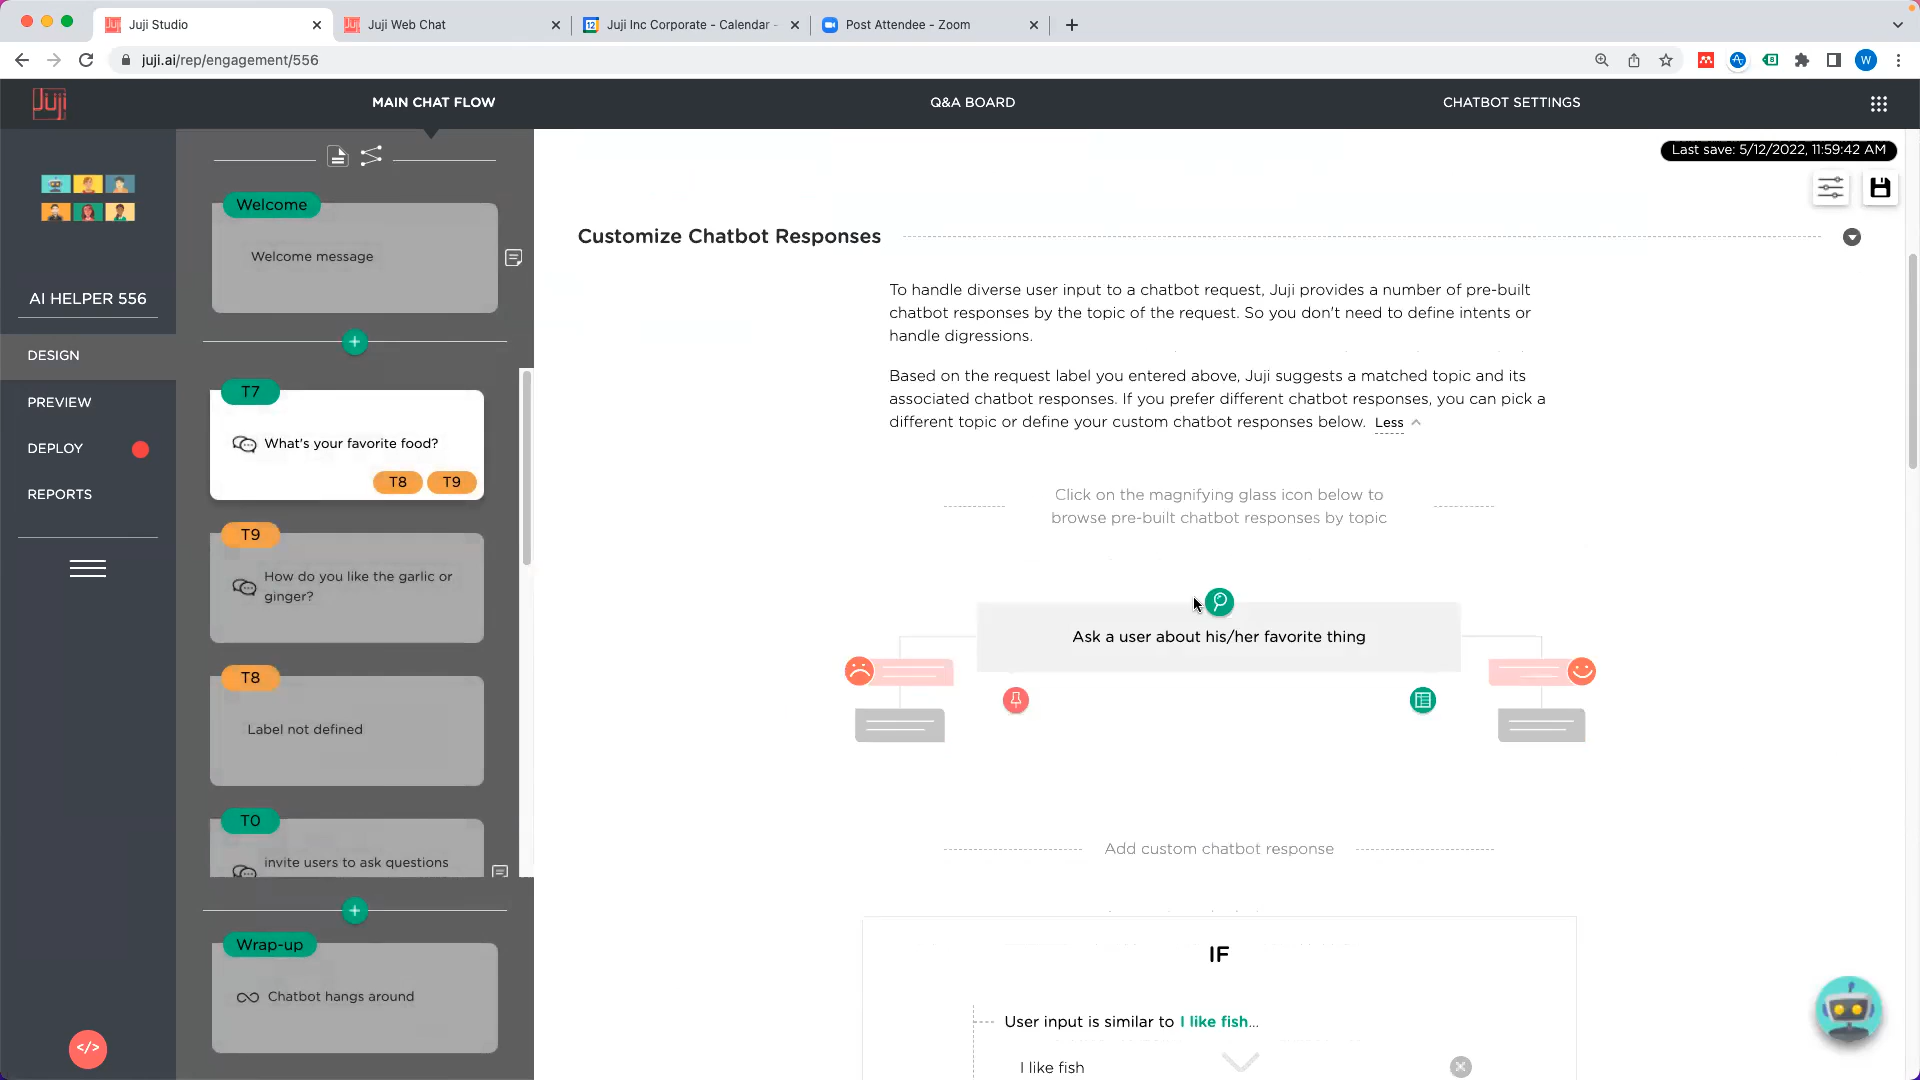 Juji Studio
Juji Web Chat
12
Juji Inc Corporate - Calendar -
Post Attendee - Zoom
juji.ai/rep/engagement/556
W
Juji
MAIN CHAT FLOW
Q&A BOARD
CHATBOT SETTINGS
Last save: 5/12/2022, 11:59:42 AM
AI HELPER 556
DESIGN
PREVIEW
DEPLOY
REPORTS
</>
Welcome
Welcome message
T7
What's your favorite food?
T8 T9
T9
How do you like the garlic or
ginger?
T8
Label not defined
T0
invite users to ask questions
Wrap-up
Chatbot hangs around
Customize Chatbot Responses
To handle diverse user input to a chatbot request, Juji provides a number of pre-built
chatbot responses by the topic of the request. So you don't need to define intents or
handle digressions.
Based on the request label you entered above, Juji suggests a matched topic and its
associated chatbot responses. If you prefer different chatbot responses, you can pick a
different topic or define your custom chatbot responses below. Less
Click on the magnifying glass icon below to
browse pre-built chatbot responses by topic
Ask a user about his/her favorite thing
Add custom chatbot response
IF
User input is similar to I like fish...
I like fish